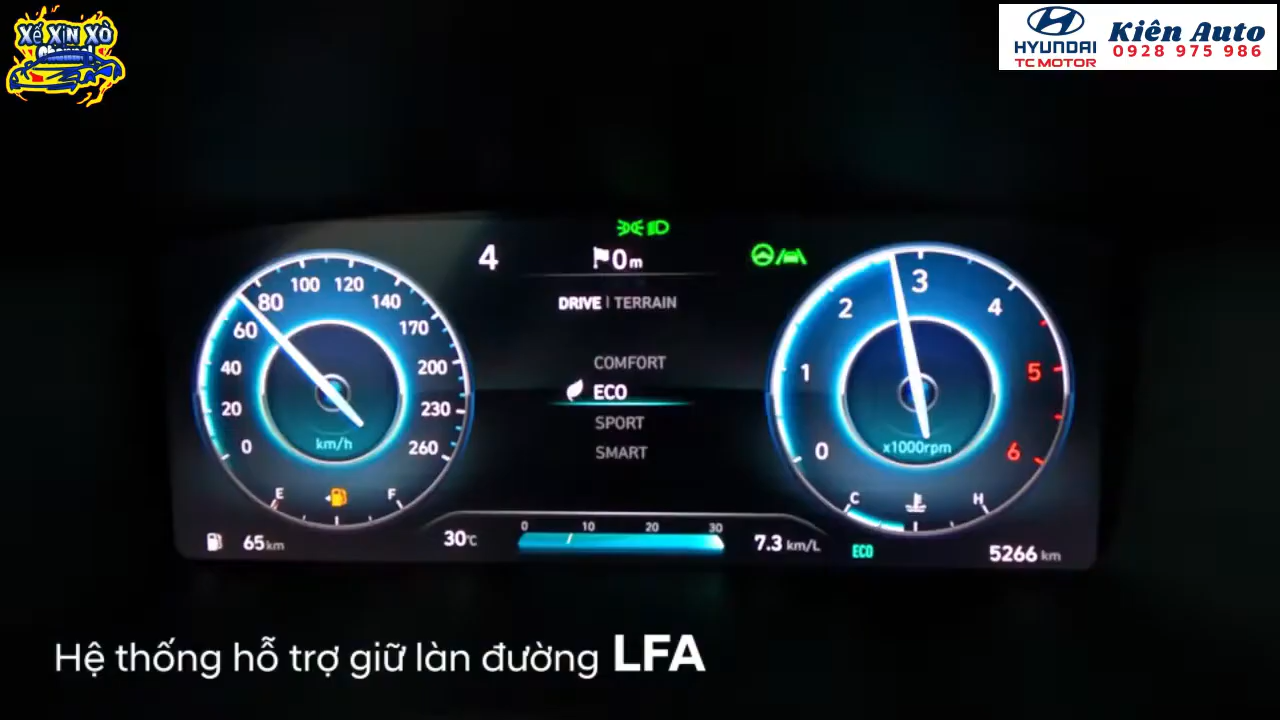 Xế XỊN XÒ
Channel
HYUNDAI
TC MOTOR
Kiên Auto
0928 975 986
4
0m
DRIVE | TERRAIN
COMFORT
ECO
SPORT
SMART
0 20 40 60 80 100 120 140 170 200 230 260
km/h
E F
65 km
30°C
0 10 20 30
7.3 km/L
0 1 2 3 4 5 6
x1000rpm
C H
ECO
5266 km
Hệ thống hỗ trợ giữ làn đường LFA